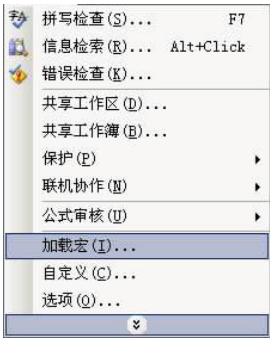 拼写检查(S)... F7
信息检索(R)... Alt+Click
错误检查(K)...
共享工作区(D)...
共享工作簿(B)...
保护(P)
联机协作(N)
公式审核(U)
加载宏(I)...
自定义(C)...
选项(O)...